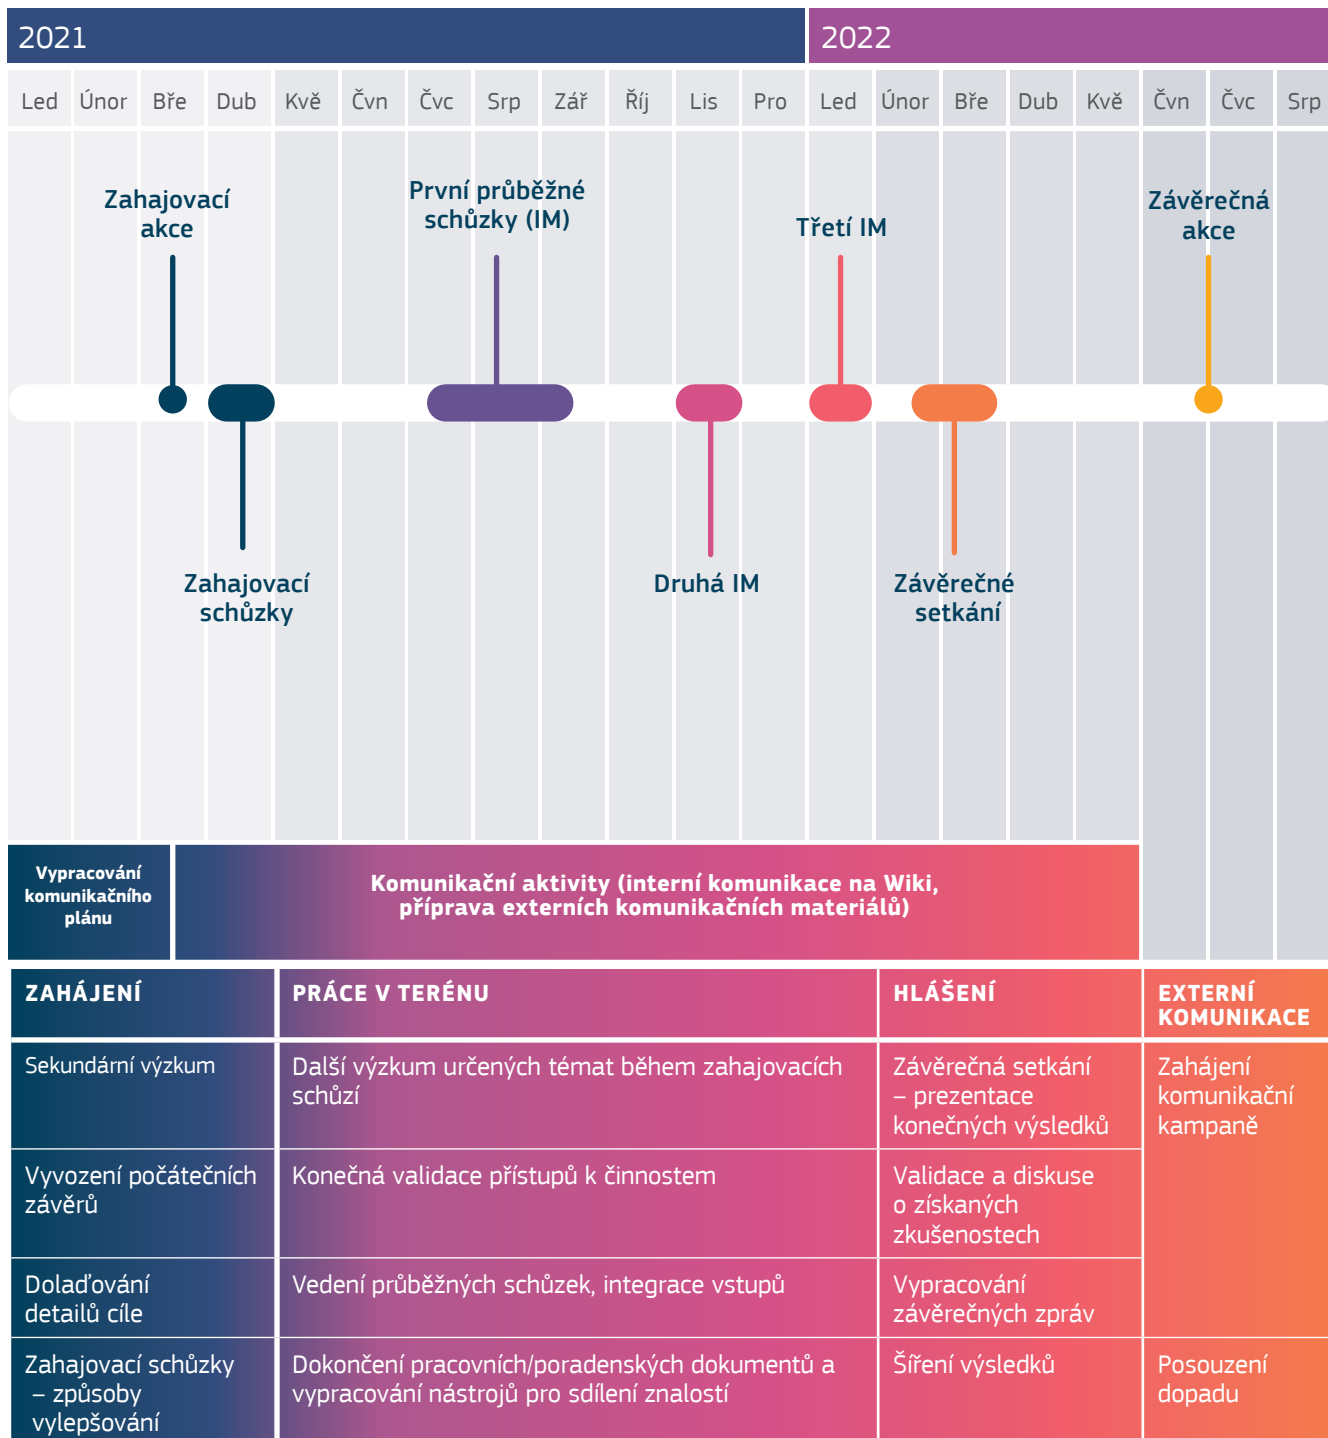 2021
2022
Led Únor Bře Dub Kvě Čvn Čvc Srp Zář Říj Lis Pro Led Únor Bře Dub Kvě Čvn Čvc Srp
Zahajovací
akce
První průběžné
schůzky (IM)
Třetí IM
Závěrečná
akce
Zahajovací
schůzky
Druhá IM
Závěrečné
setkání
Vypracování
komunikačního
plánu
Komunikační aktivity (interní komunikace na Wiki,
příprava externích komunikačních materiálů)
ZAHÁJENÍ
PRÁCE V TERÉNU
HLÁŠENÍ
EXTERNÍ
KOMUNIKACE
Sekundární výzkum
Další výzkum určených témat během zahajovacích
schůzí
Závěrečná setkání
– prezentace
konečných výsledků
Zahájení
komunikační
kampaně
Vyvození počátečních
závěrů
Konečná validace přístupů k činnostem
Validace a diskuse
o získaných
zkušenostech
Dolaďování
detailů cíle
Vedení průběžných schůzek, integrace vstupů
Vypracování
závěrečných zpráv
Zahajovací schůzky
– způsoby
vylepšování
Dokončení pracovních/poradenských dokumentů a
vypracování nástrojů pro sdílení znalostí
Šíření výsledků
Posouzení
dopadu